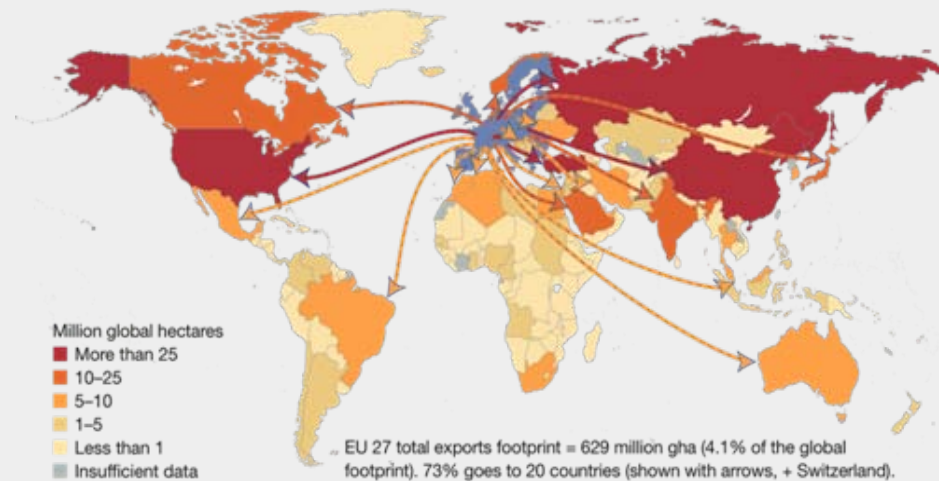 Million global hectares
More than 25
10–25
5–10
1–5
Less than 1
Insufficient data
EU 27 total exports footprint = 629 million gha (4.1% of the global
footprint). 73% goes to 20 countries (shown with arrows, + Switzerland).